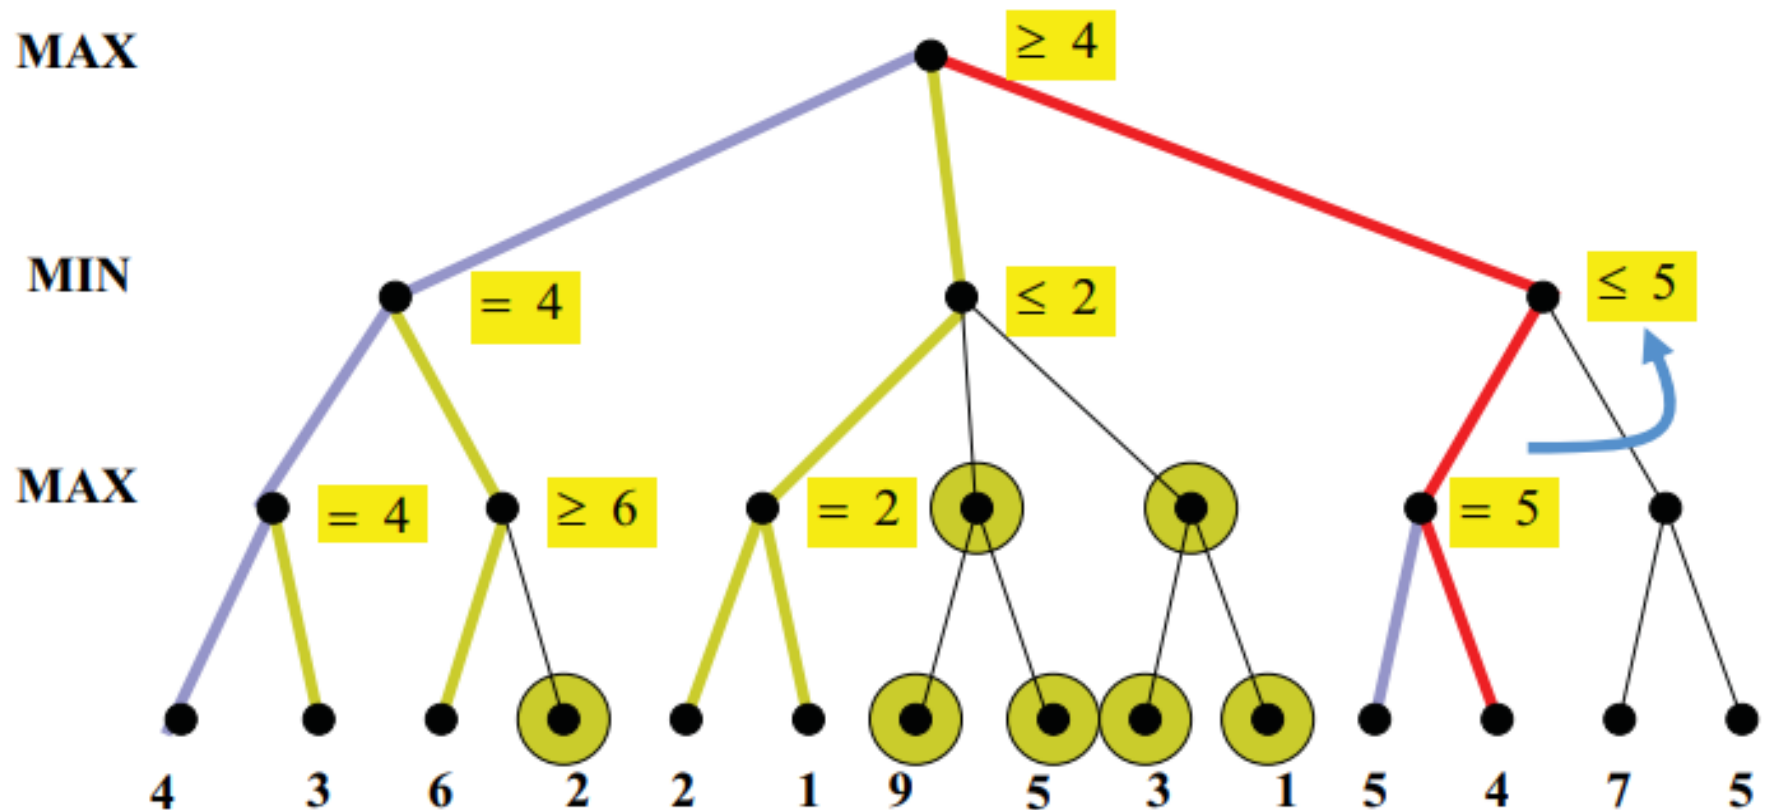 MAX ≥ 4
MIN = 4 ≤ 2 ≤ 5
MAX = 4 ≥ 6 = 2 = 5
4 3 6 2 2 1 9 5 3 1 5 4 7 5